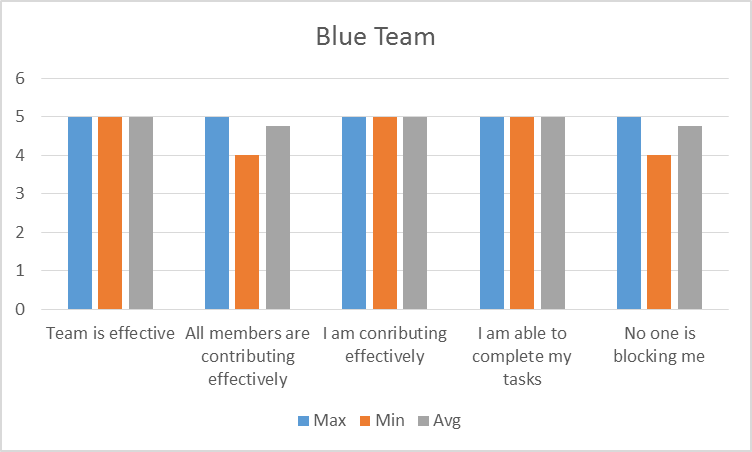 Blue Team
6
5
4
3
2
1
0
Team is effective
All members are
contributing
effectively
I am conributing
effectively
I am able to
complete my
tasks
No one is
blocking me
Max Min Avg